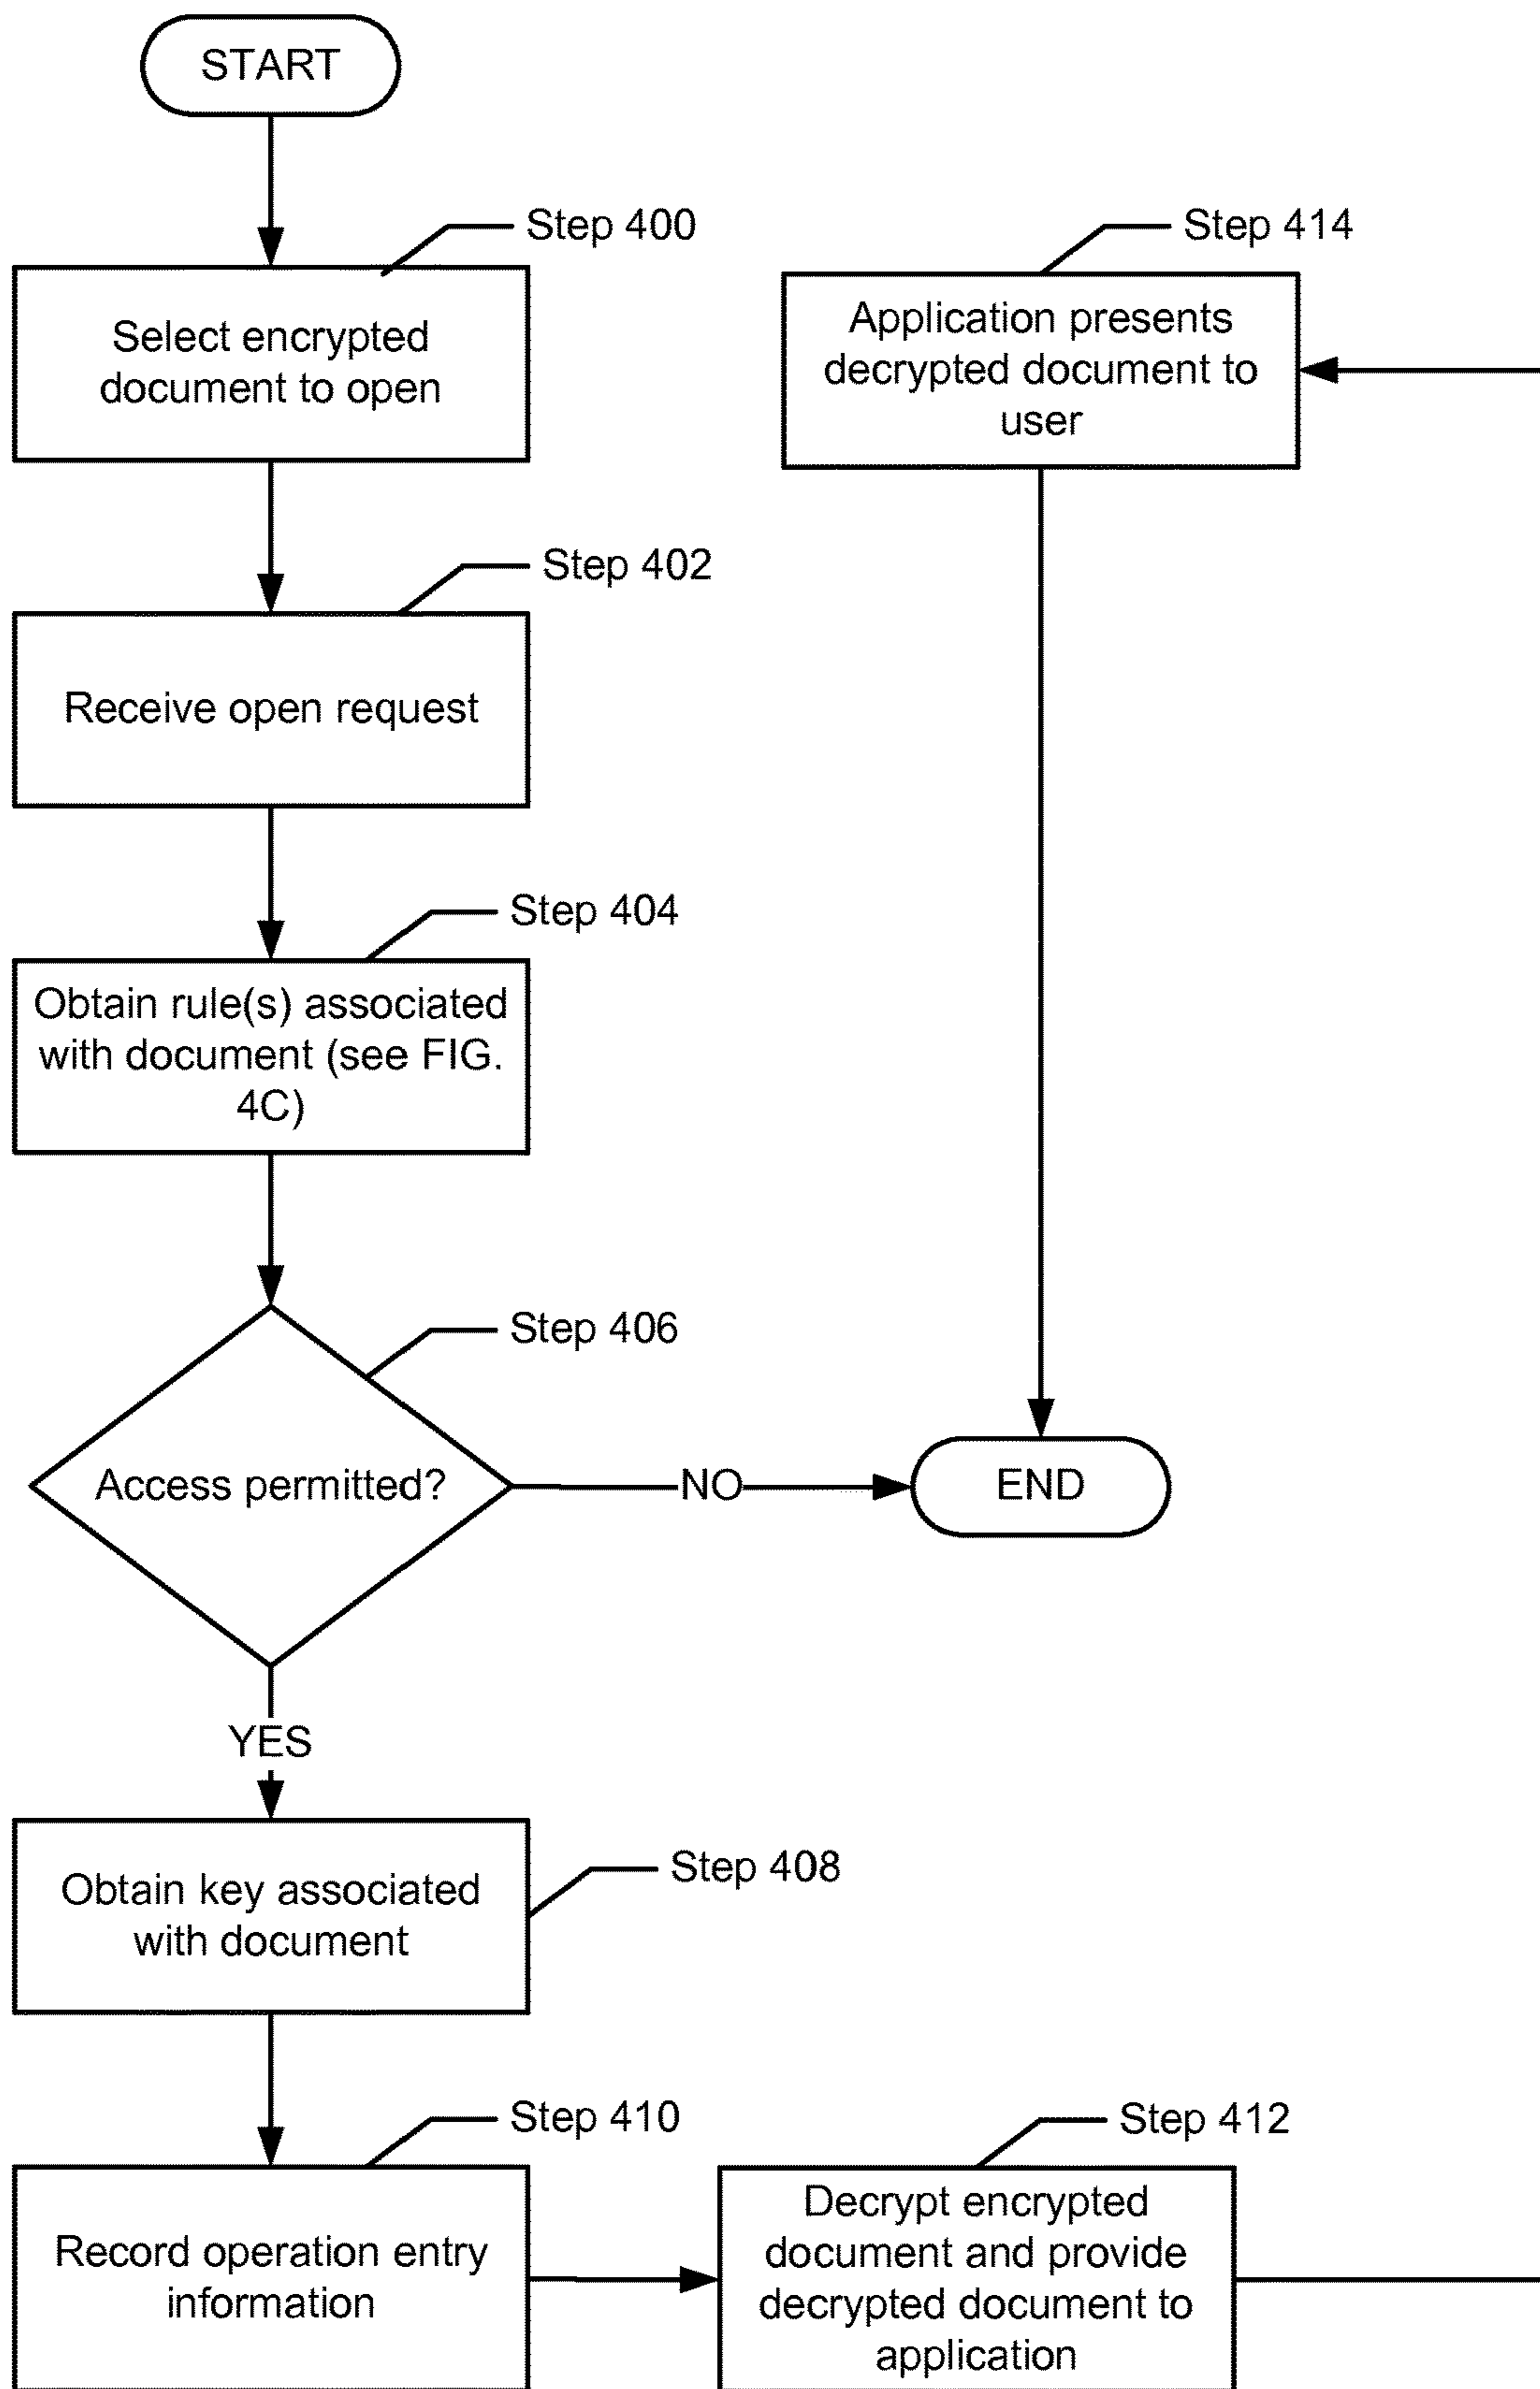 START
Step 400
Select encrypted
document to open
Step 402
Receive open request
Step 404
Obtain rule(s) associated
with document (see FIG.
4C)
Step 406
Access permitted?
NO
END
YES
Step 408
Obtain key associated
with document
Step 410
Record operation entry
information
Step 412
Decrypt encrypted
document and provide
decrypted document to
application
Step 414
Application presents
decrypted document to
user